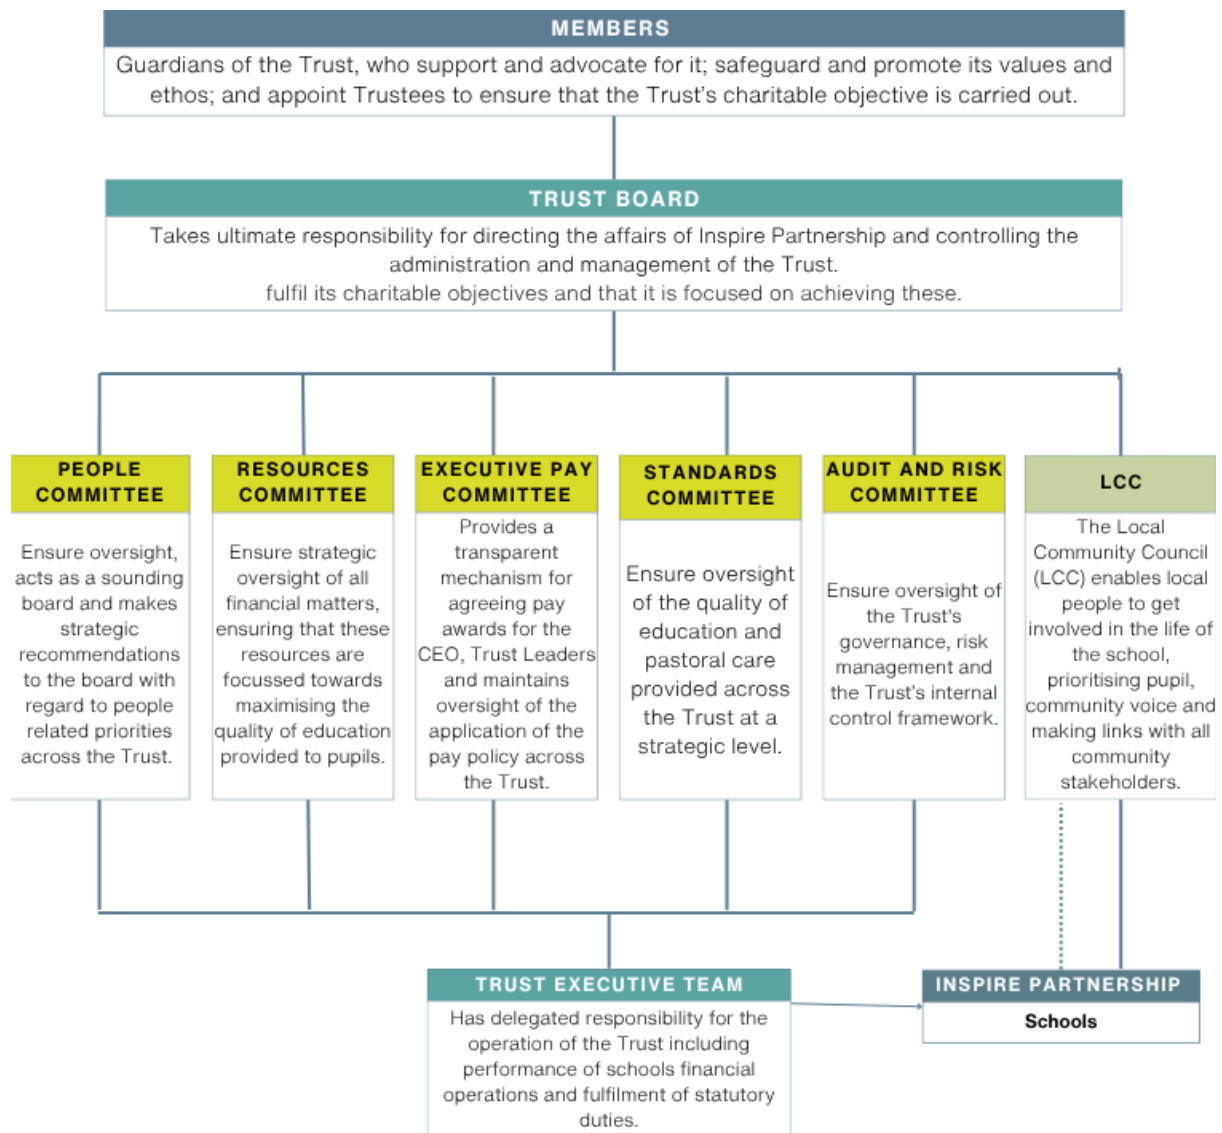 MEMBERS
Guardians of the Trust, who support and advocate for it; safeguard and promote its values and
ethos; and appoint Trustees to ensure that the Trust's charitable objective is carried out.
TRUST BOARD
Takes ultimate responsibility for directing the affairs of Inspire Partnership and controlling the
administration and management of the Trust.
fulfil its charitable objectives and that it is focused on achieving these.
PEOPLE
COMMITTEE
Ensure oversight,
acts as a sounding
board and makes
strategic
recommendations
to the board with
regard to people
related priorities
across the Trust.
RESOURCES
COMMITTEE
Ensure strategic
oversight of all
financial matters,
ensuring that these
resources are
focussed towards
maximising the
quality of education
provided to pupils.
EXECUTIVE PAY
COMMITTEE
Provides a
transparent
mechanism for
agreeing pay
awards for the
CEO, Trust Leaders
and maintains
oversight of the
application of the
pay policy across
the Trust.
STANDARDS
COMMITTEE
Ensure oversight
of the quality of
education and
pastoral care
provided across
the Trust at a
strategic level.
AUDIT AND RISK
COMMITTEE
Ensure oversight of
the Trust's
governance, risk
management and
the Trust's internal
control framework.
LCC
The Local
Community Council
(LCC) enables local
people to get
involved in the life of
the school,
prioritising pupil,
community voice and
making links with all
community
stakeholders.
TRUST EXECUTIVE TEAM
Has delegated responsibility for the
operation of the Trust including
performance of schools financial
operations and fulfilment of statutory
duties.
INSPIRE PARTNERSHIP
Schools